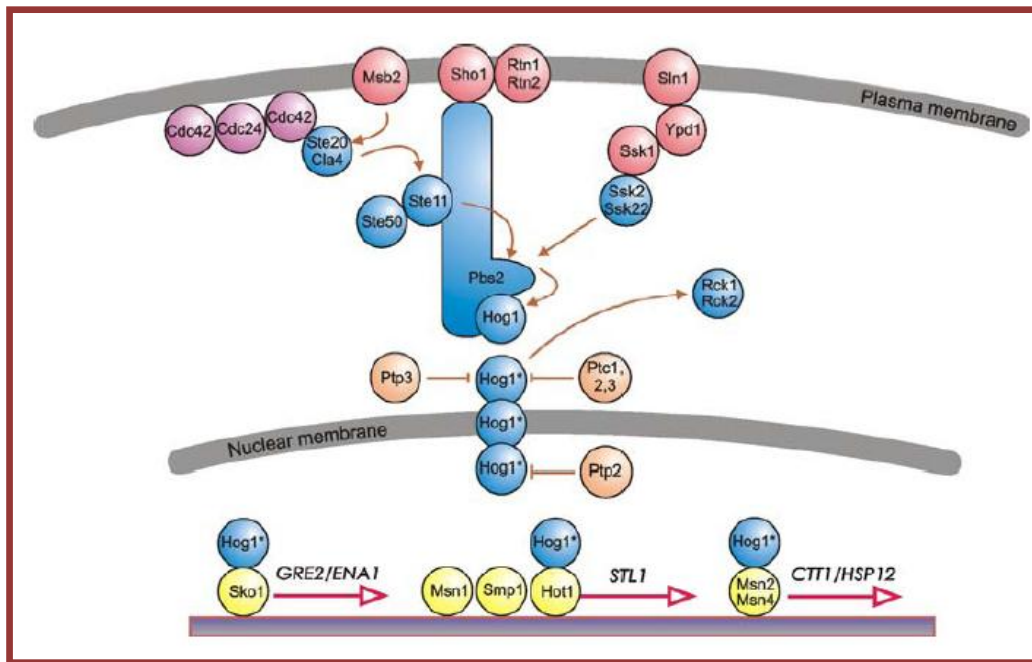 Msb2
Sho1
Rtn1
Rtn2
Sln1
Plasma membrane
Cdc42
Cdc24
Cdc42
Ste20
Cla4
Ypd1
Ssk1
Ste50
Ste11
Ssk2
Ssk22
Pbs2
Hog1
Rck1
Rck2
Ptp3
Hog1*
Ptc1,
2,3
Hog1*
Nuclear membrane
Hog1*
Ptp2
Hog1*
Hog1*
Hog1*
Sko1
GRE2/ENA1
Msn1
Smp1
Hot1
STL1
Msn2
Msn4
CTT1/HSP12